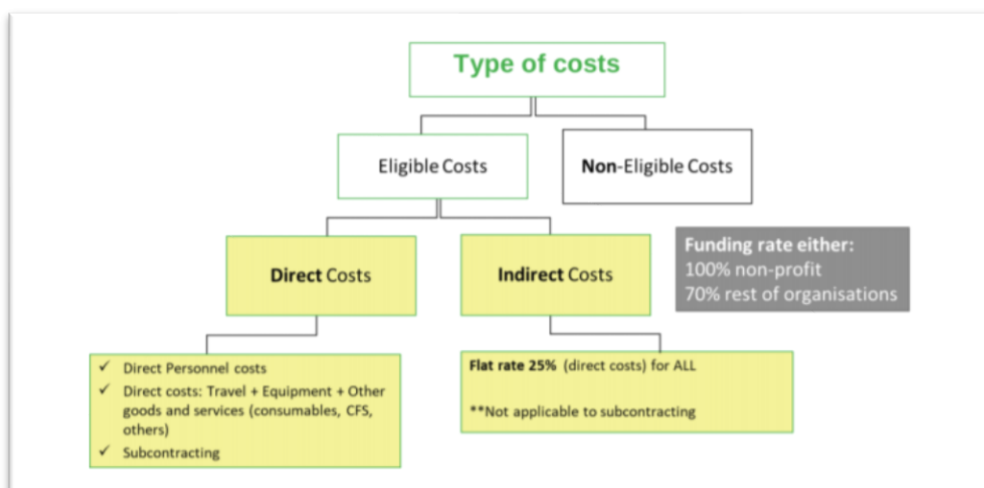 Type of costs
Eligible Costs
Non-Eligible Costs
Direct Costs
Indirect Costs
Funding rate either:
100% non-profit
70% rest of organisations
✓ Direct Personnel costs
✓ Direct costs: Travel + Equipment + Other
goods and services (consumables, CFS,
others)
✓ Subcontracting
Flat rate 25% (direct costs) for ALL
**Not applicable to subcontracting